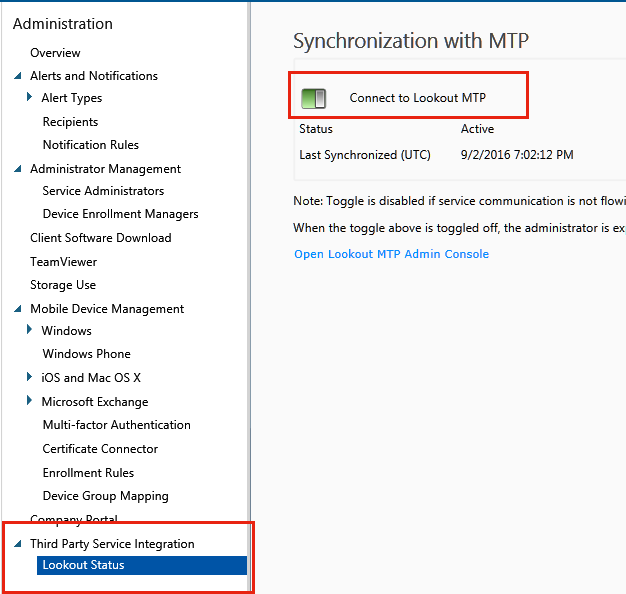 Administration
Overview
Alerts and Notifications
Alert Types
Recipients
Notification Rules
Administrator Management
Service Administrators
Device Enrollment Managers
Client Software Download
TeamViewer
Storage Use
Mobile Device Management
Windows
Windows Phone
iOS and Mac OS X
Microsoft Exchange
Multi-factor Authentication
Certificate Connector
Enrollment Rules
Device Group Mapping
Company Portal
Third Party Service Integration
Lookout Status
Synchronization with MTP
Connect to Lookout MTP
Status Active
Last Synchronized (UTC) 9/2/2016 7:02:12 PM
Note: Toggle is disabled if service communication is not flowi
When the toggle above is toggled off, the administrator is ex
Open Lookout MTP Admin Console